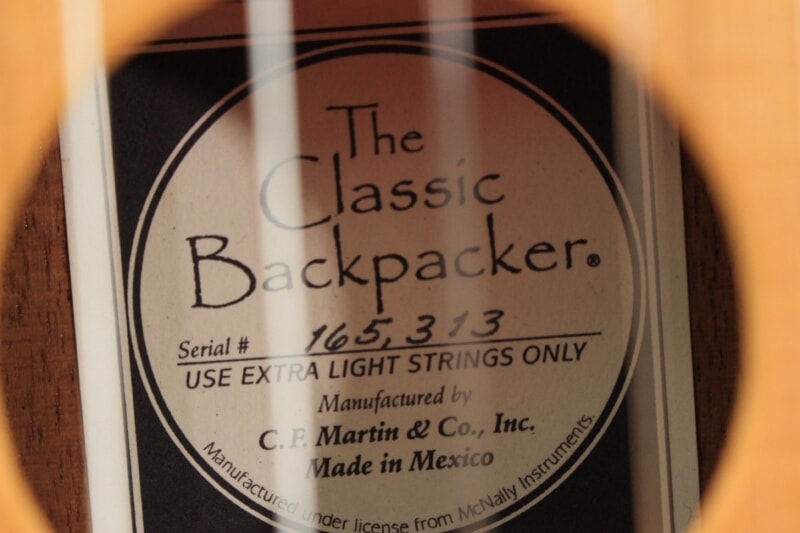 The
Classic
Backpacker®
Serial # 165,313
USE EXTRA LIGHT STRINGS ONLY
Manufactured by
C. F. Martin & Co., Inc.
Made in Mexico
Manufactured under license from McNally Instruments.